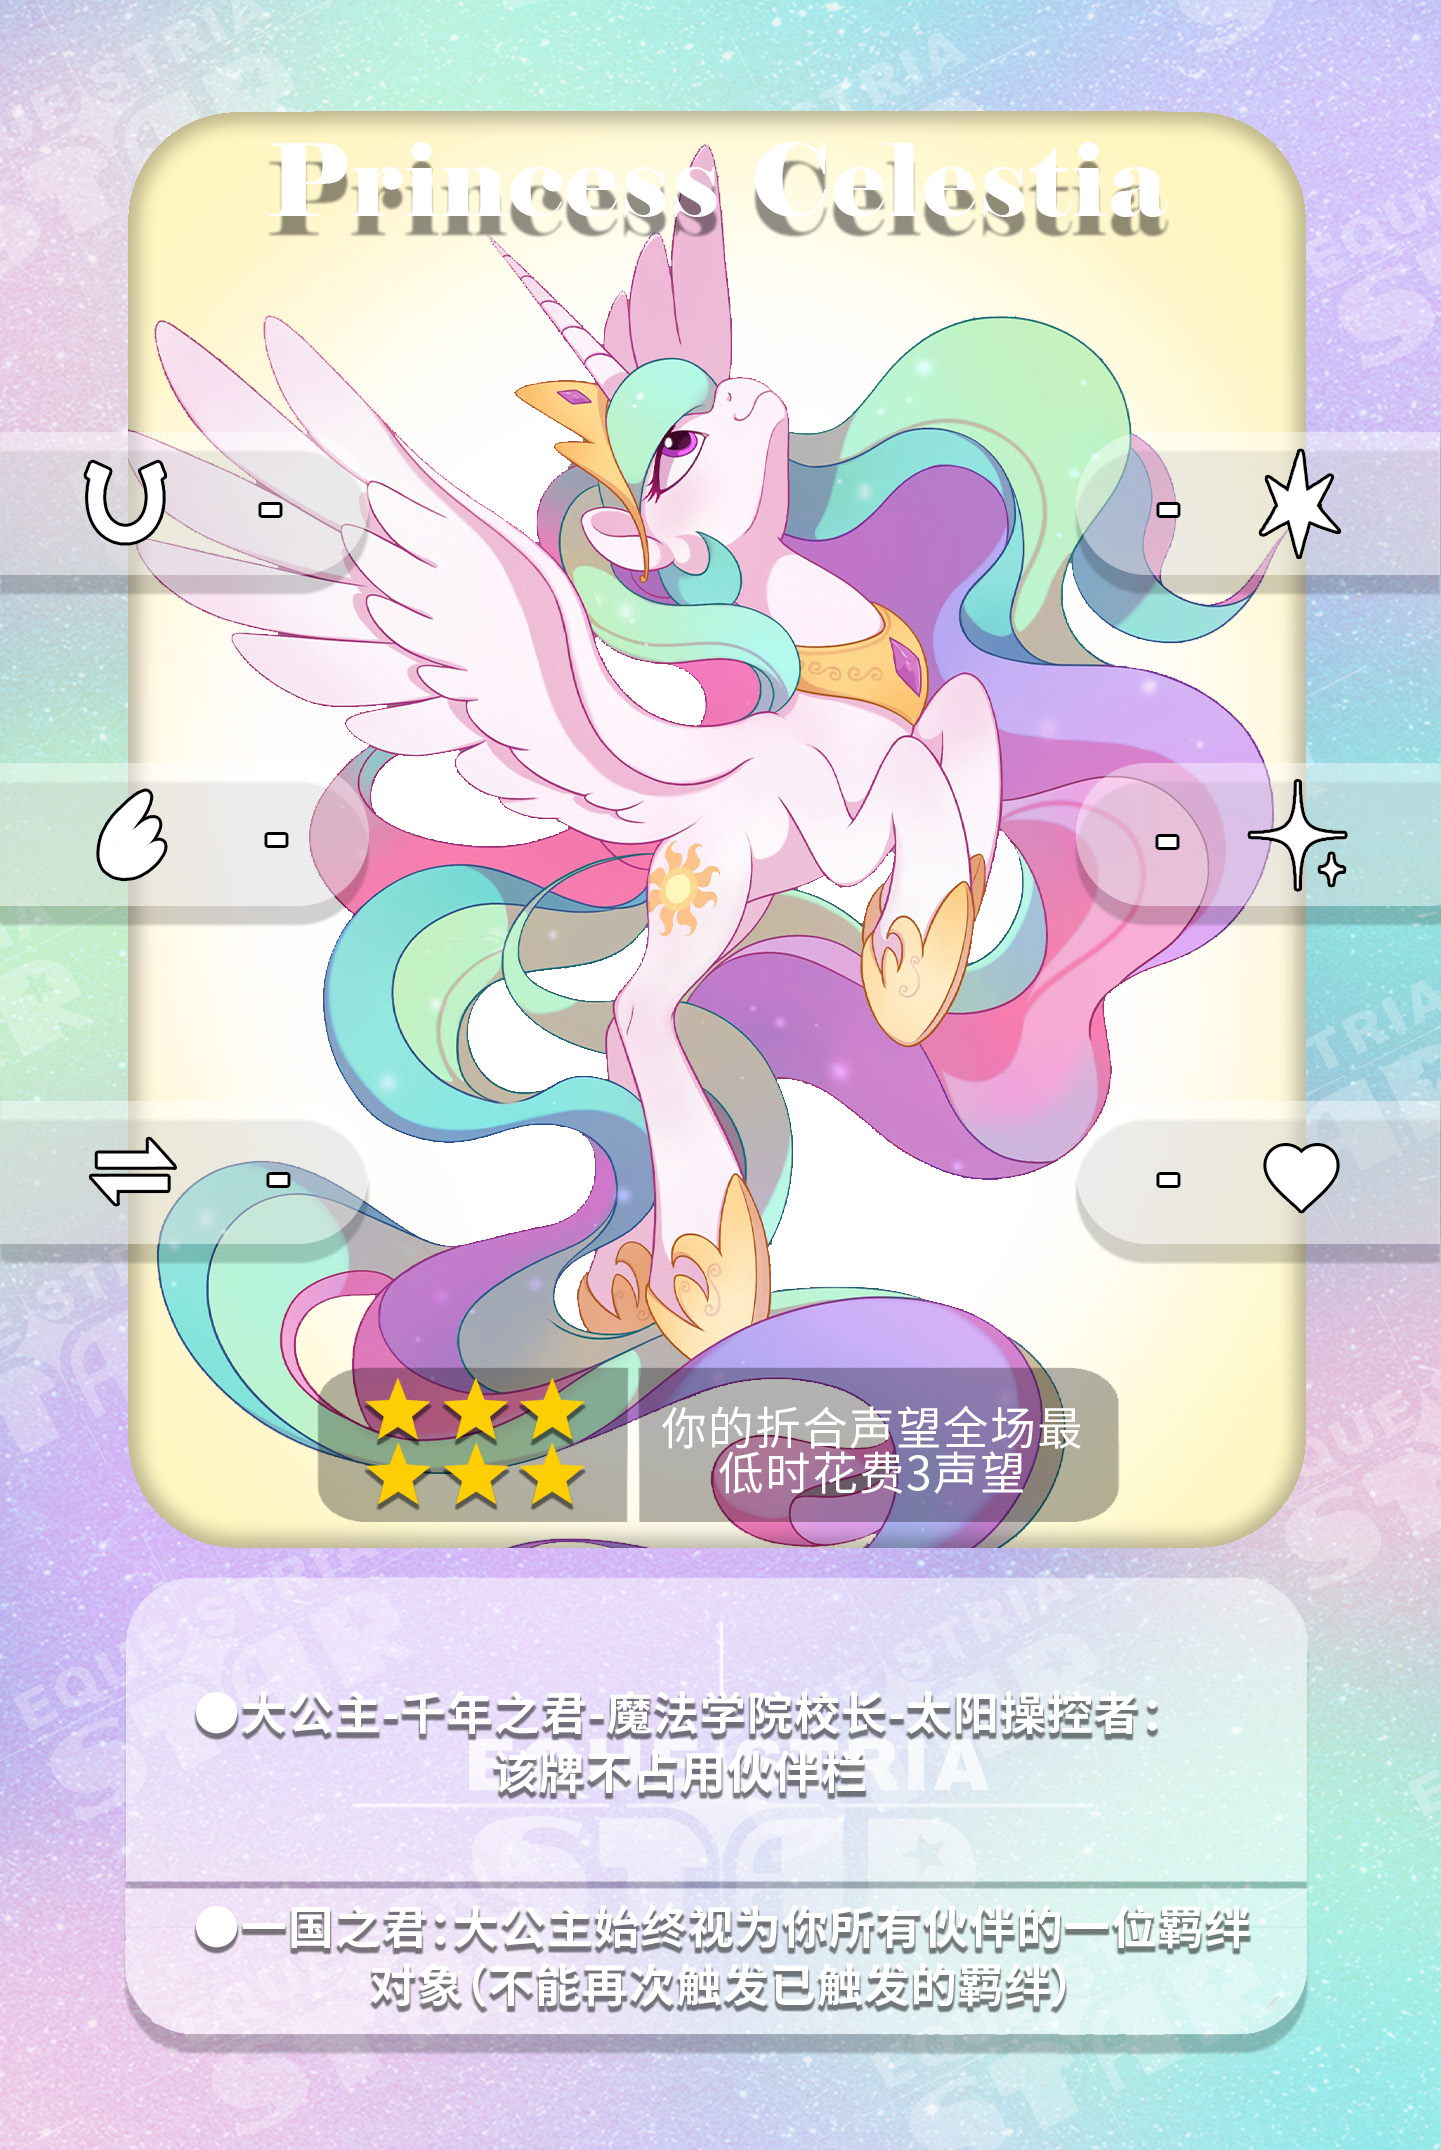 Princess Celestia
-
-
-
-
-
-
你的折合声望全场最
低时花费3声望
●大公主-千年之君-魔法学院校长-太阳操控者：
该牌不占用伙伴栏
EQUESTRIA
STAR
●一国之君：大公主始终视为你所有伙伴的一位羁绊
对象（不能再次触发已触发的羁绊）